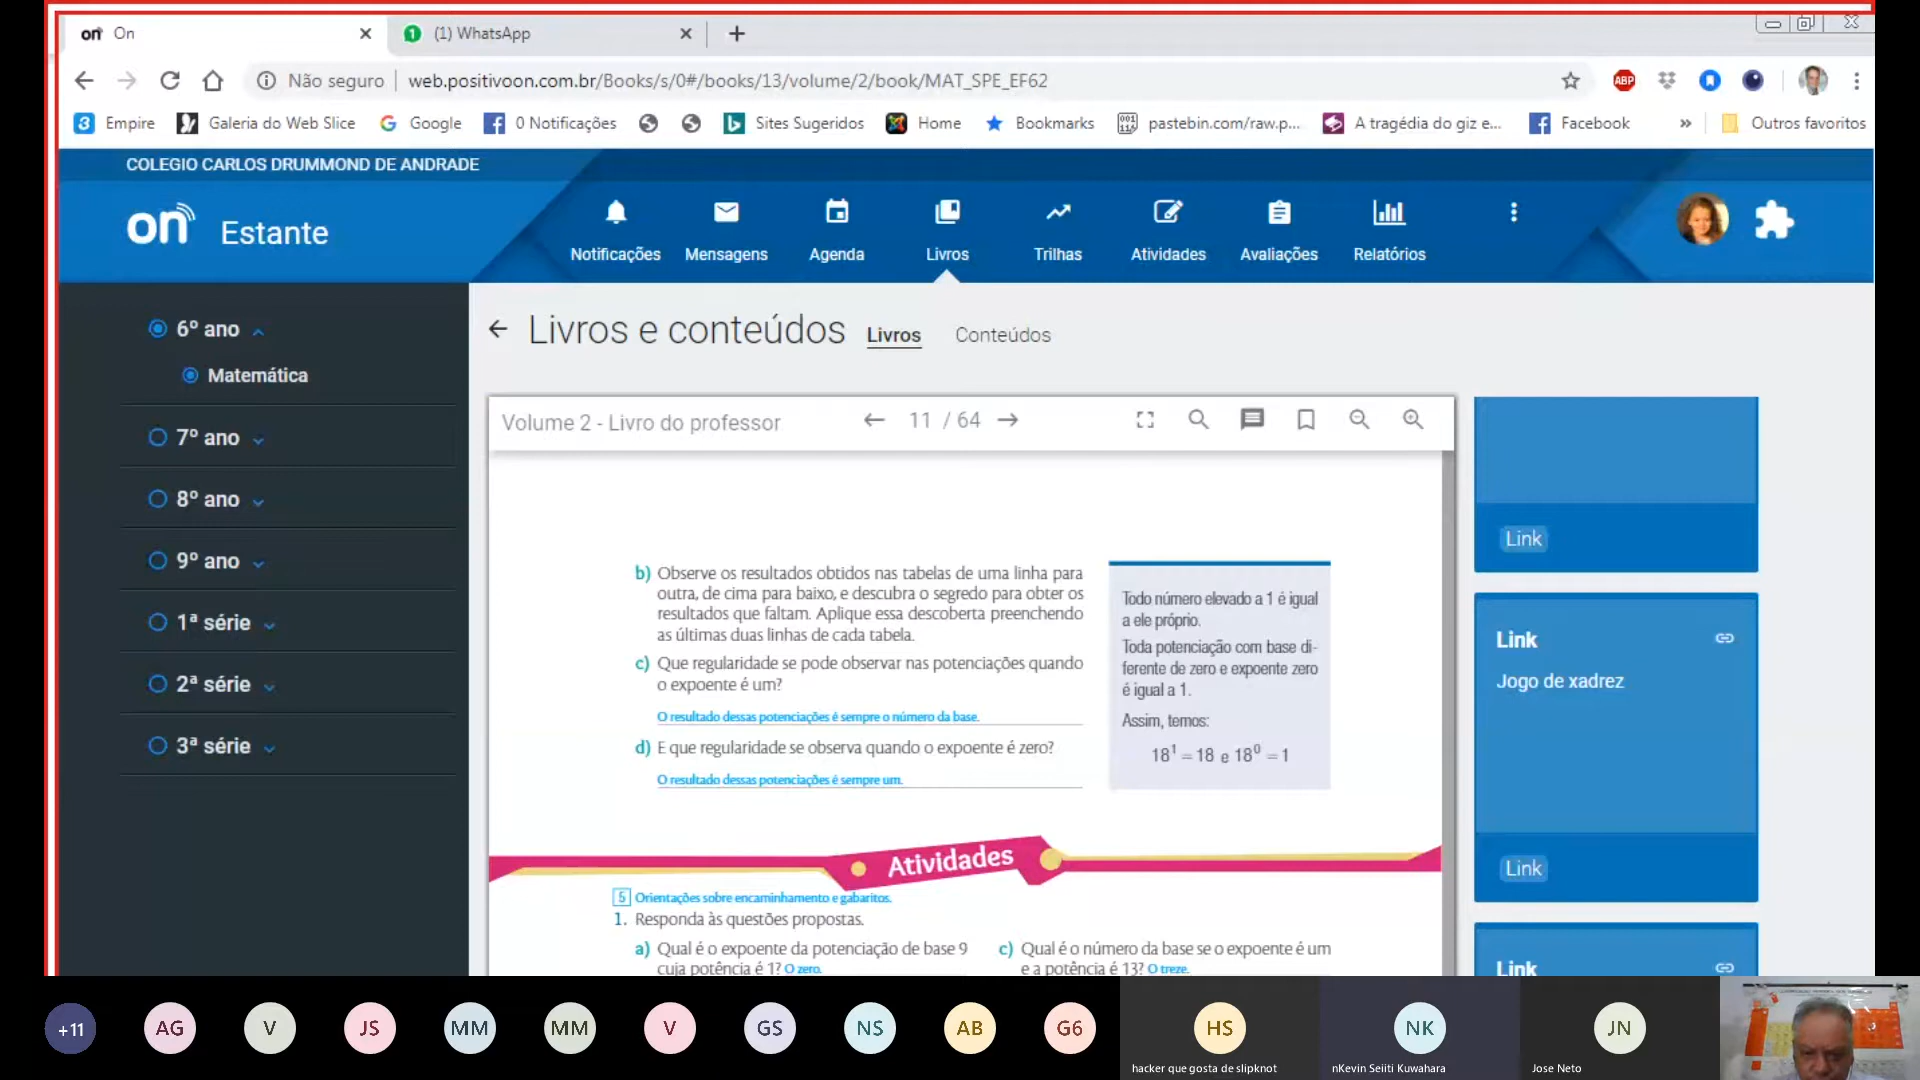 on On
1 (1) WhatsApp
Não seguro web.positivoon.com.br/Books/s/0#/books/13/volume/2/book/MAT_SPE_EF62
ABP
Empire Galeria do Web Slice Google 0 Notificações Sites Sugeridos Home Bookmarks pastebin.com/raw.p... A tragédia do giz e... Facebook » Outros favoritos
COLEGIO CARLOS DRUMMOND DE ANDRADE
on Estante
Notificações Mensagens Agenda Livros Trilhas Atividades Avaliações Relatórios
6º ano
Matemática
7º ano
8º ano
9º ano
1ª série
2ª série
3ª série
Livros e conteúdos Livros Conteúdos
Volume 2 - Livro do professor 11 / 64
b) Observe os resultados obtidos nas tabelas de uma linha para
outra, de cima para baixo, e descubra o segredo para obter os
resultados que faltam. Aplique essa descoberta preenchendo
as últimas duas linhas de cada tabela.
c) Que regularidade se pode observar nas potenciações quando
o expoente é um?
O resultado dessas potenciações é sempre o número da base.
d) E que regularidade se observa quando o expoente é zero?
O resultado dessas potenciações é sempre um.
Todo número elevado a 1 é igual
a ele próprio.
Toda potenciação com base di-
ferente de zero e expoente zero
é igual a 1.
Assim, temos:
18¹ = 18 e 18⁰ = 1
Atividades
5 Orientações sobre encaminhamento e gabaritos.
1. Responda às questões propostas.
a) Qual é o expoente da potenciação de base 9
cuja potência é 1? O zero.
c) Qual é o número da base se o expoente é um
e a potência é 13? O treze.
Link
Link
Jogo de xadrez
Link
Link
+11 AG V JS MM MM V GS NS AB G6 HS NK JN
hacker que gosta de slipknot nKevin Seiiti Kuwahara Jose Neto